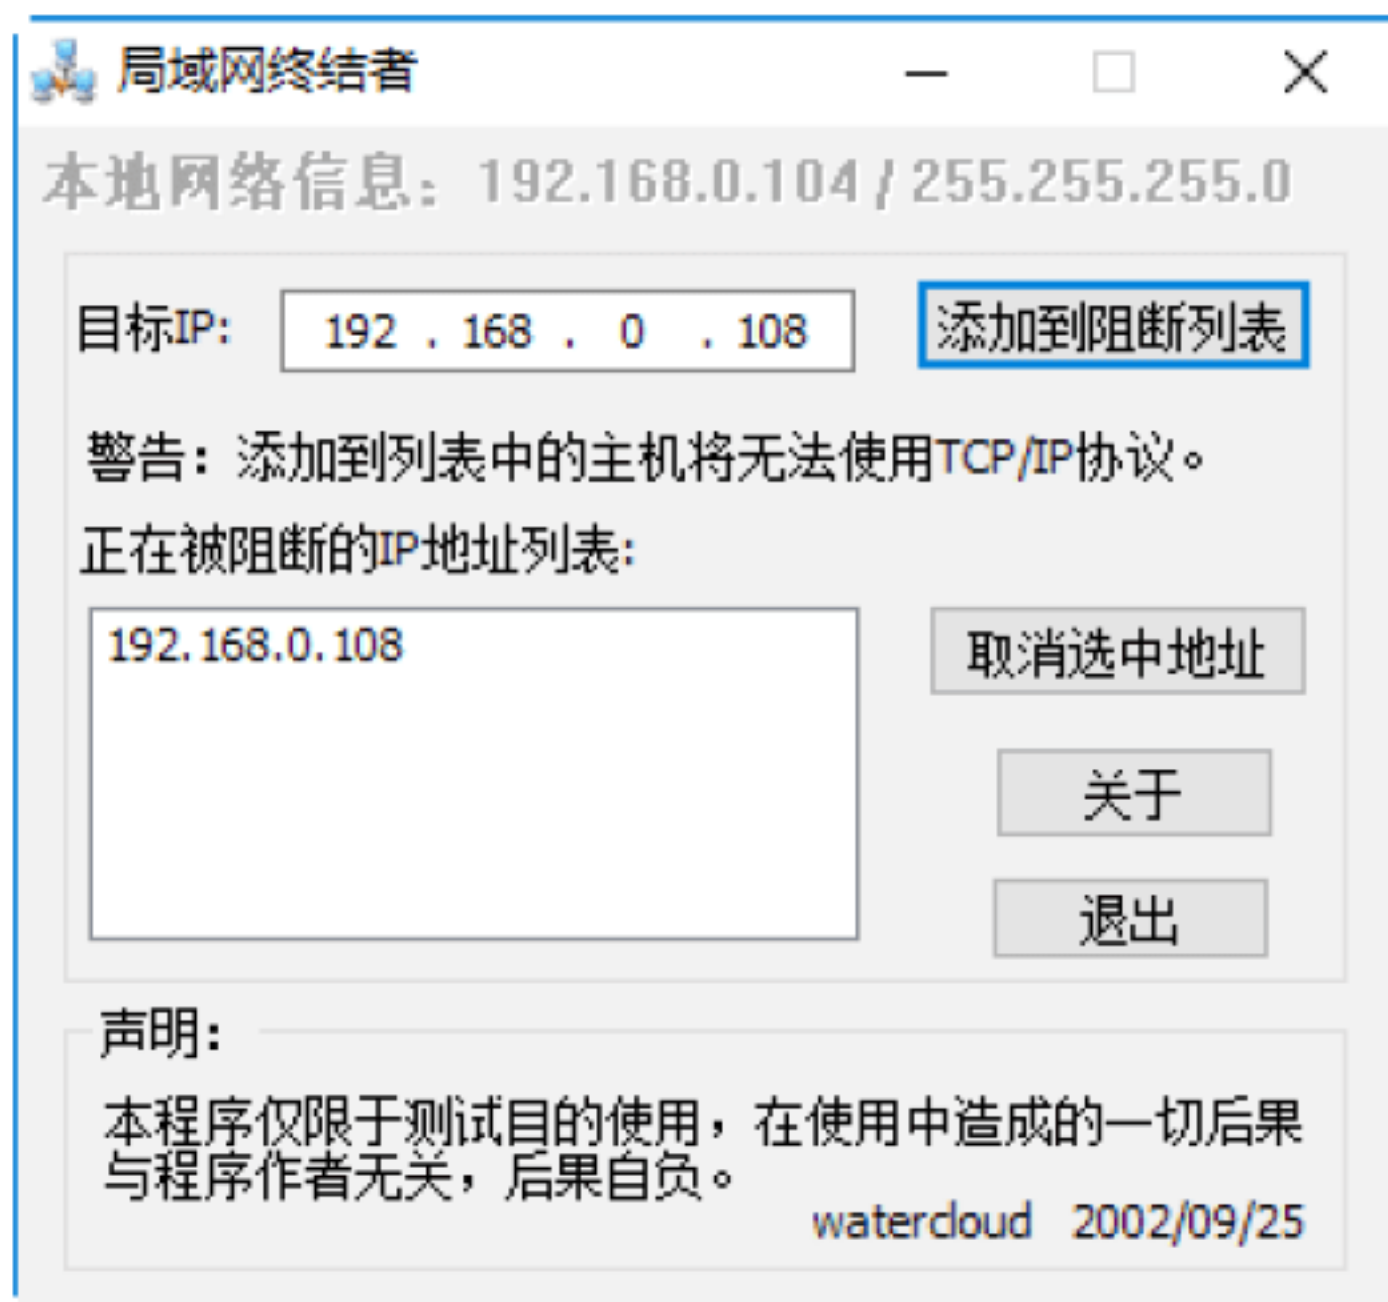 局域网终结者
本地网络信息：192.168.0.104 / 255.255.255.0
目标IP: 192 . 168 . 0 . 108 添加到阻断列表
警告：添加到列表中的主机将无法使用TCP/IP协议。
正在被阻断的IP地址列表:
192.168.0.108
取消选中地址
关于
退出
声明：
本程序仅限于测试目的使用，在使用中造成的一切后果
与程序作者无关，后果自负。
watercloud 2002/09/25